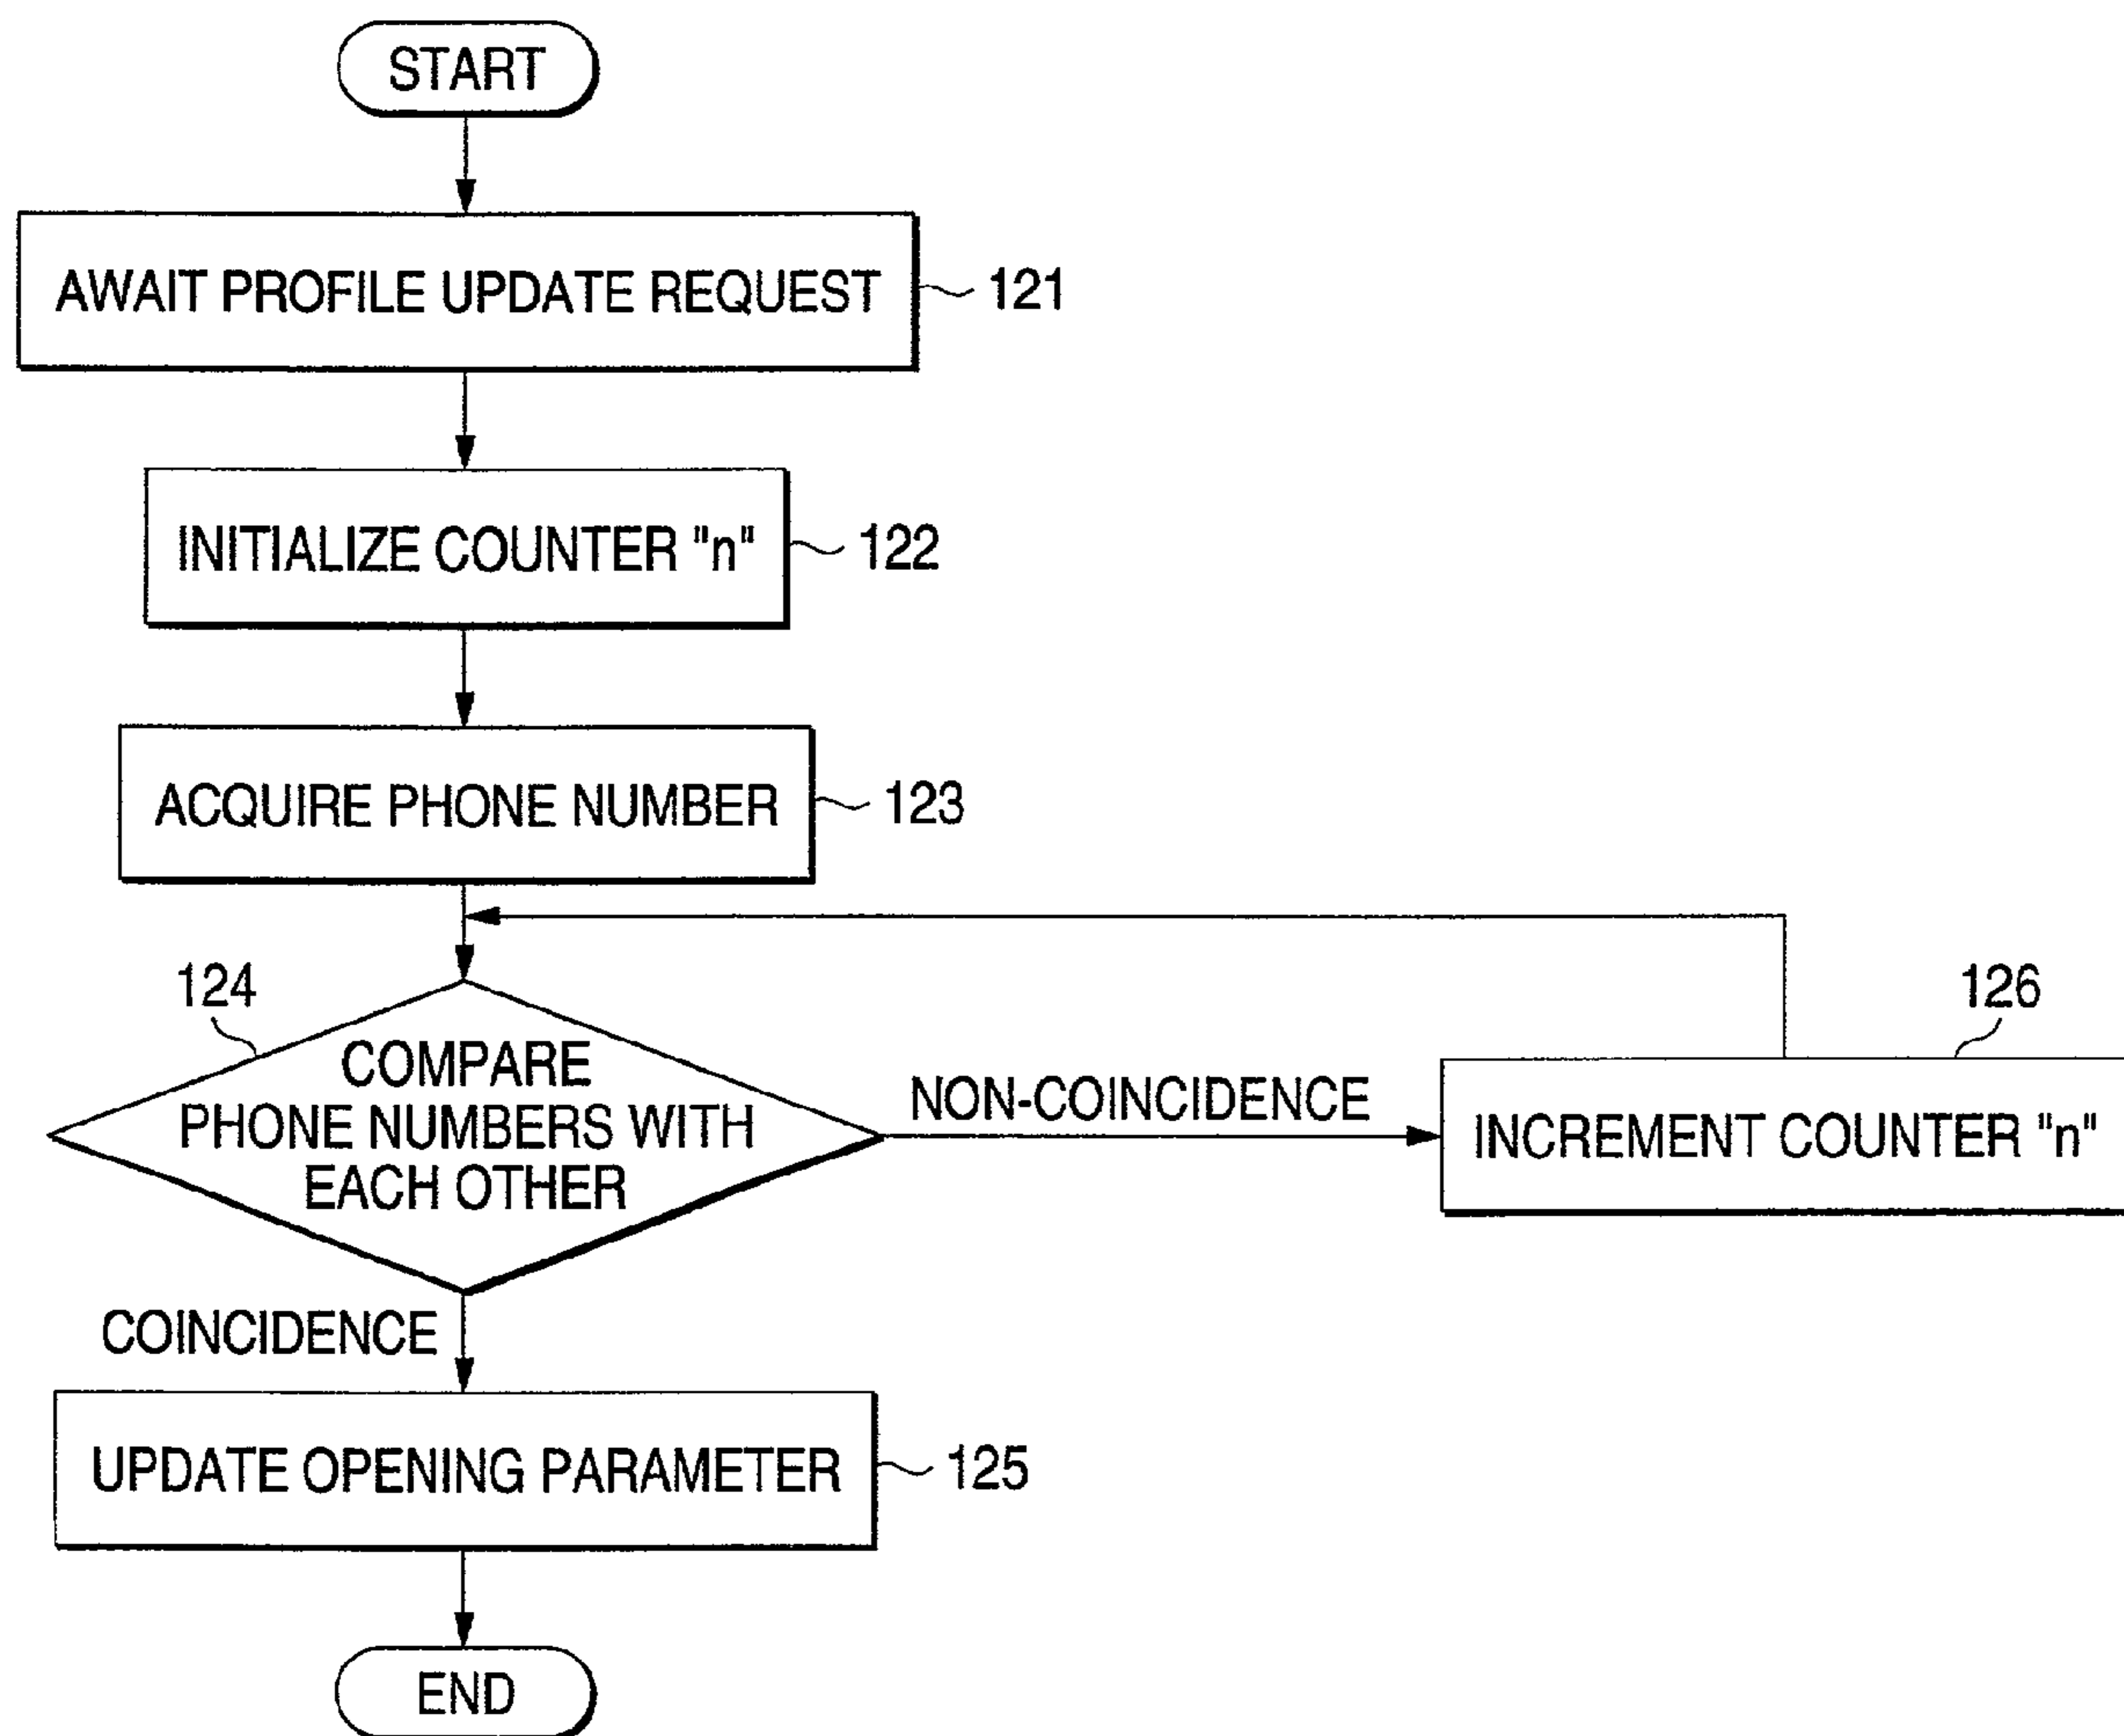 START
AWAIT PROFILE UPDATE REQUEST
121
INITIALIZE COUNTER "n"
122
ACQUIRE PHONE NUMBER
123
124
COMPARE
PHONE NUMBERS WITH
EACH OTHER
NON-COINCIDENCE
126
INCREMENT COUNTER "n"
COINCIDENCE
UPDATE OPENING PARAMETER
125
END